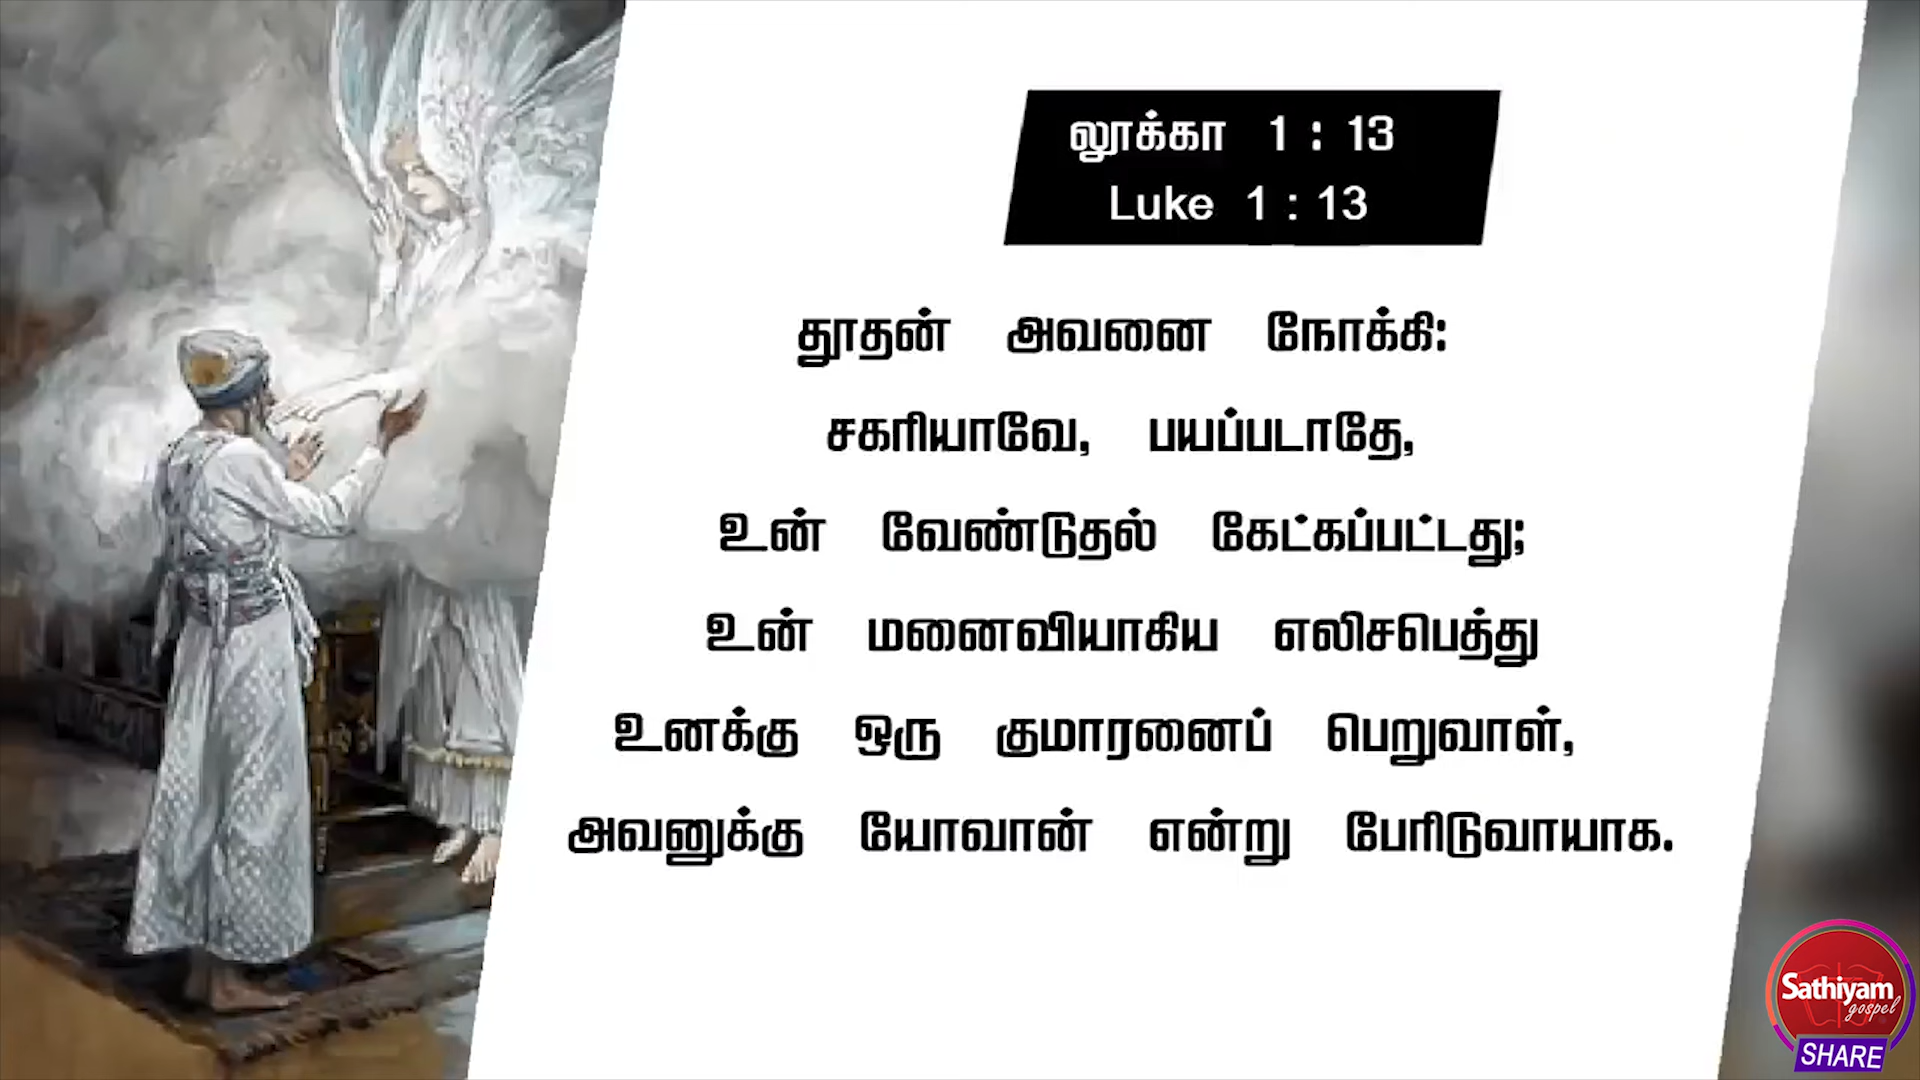 லூக்கா 1 : 13
Luke 1 : 13
தூதன் அவனை நோக்கி:
சகரியாவே, பயப்படாதே,
உன் வேண்டுதல் கேட்கப்பட்டது;
உன் மனைவியாகிய எலிசபெத்து
உனக்கு ஒரு குமாரனைப் பெறுவாள்,
அவனுக்கு யோவான் என்று பேரிடுவாயாக.
Sathiyam
gospel
SHARE